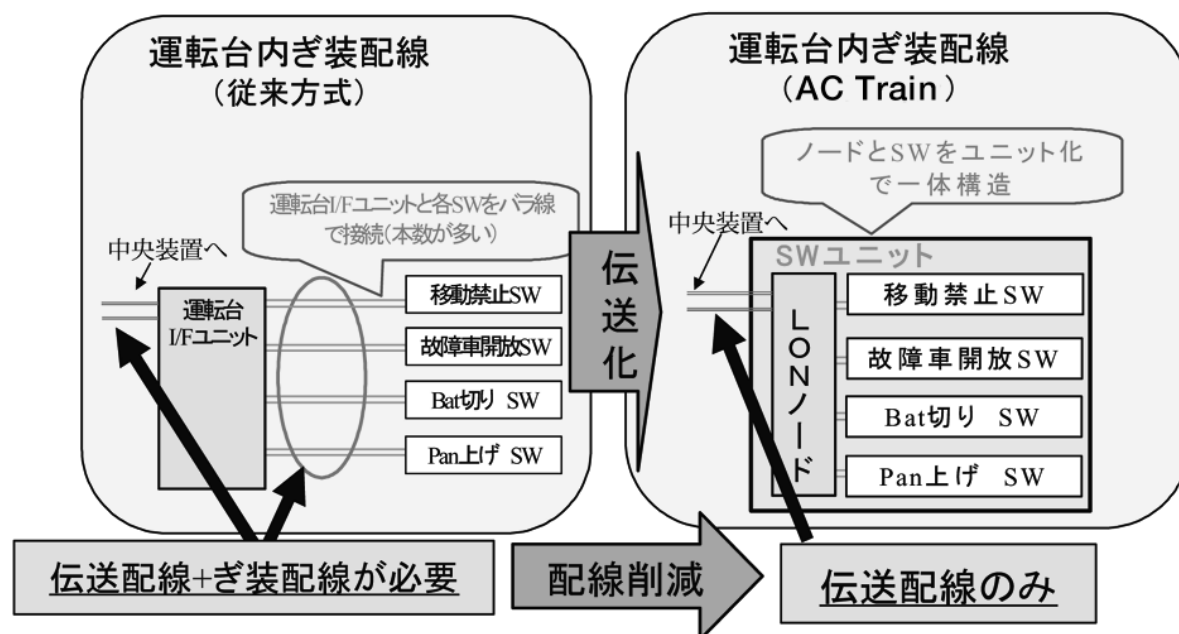 運転台内ぎ装配線
（従来方式）
運転台I/Fユニットと各SWをバラ線
で接続（本数が多い）
中央装置へ
運転台
I/Fユニット
移動禁止SW
故障車開放SW
Bat切り SW
Pan上げ SW
伝送配線+ぎ装配線が必要
伝送化
配線削減
運転台内ぎ装配線
（AC Train）
ノードとSWをユニット化
で一体構造
中央装置へ
SWユニット
LONノード
移動禁止SW
故障車開放SW
Bat切り SW
Pan上げ SW
伝送配線のみ